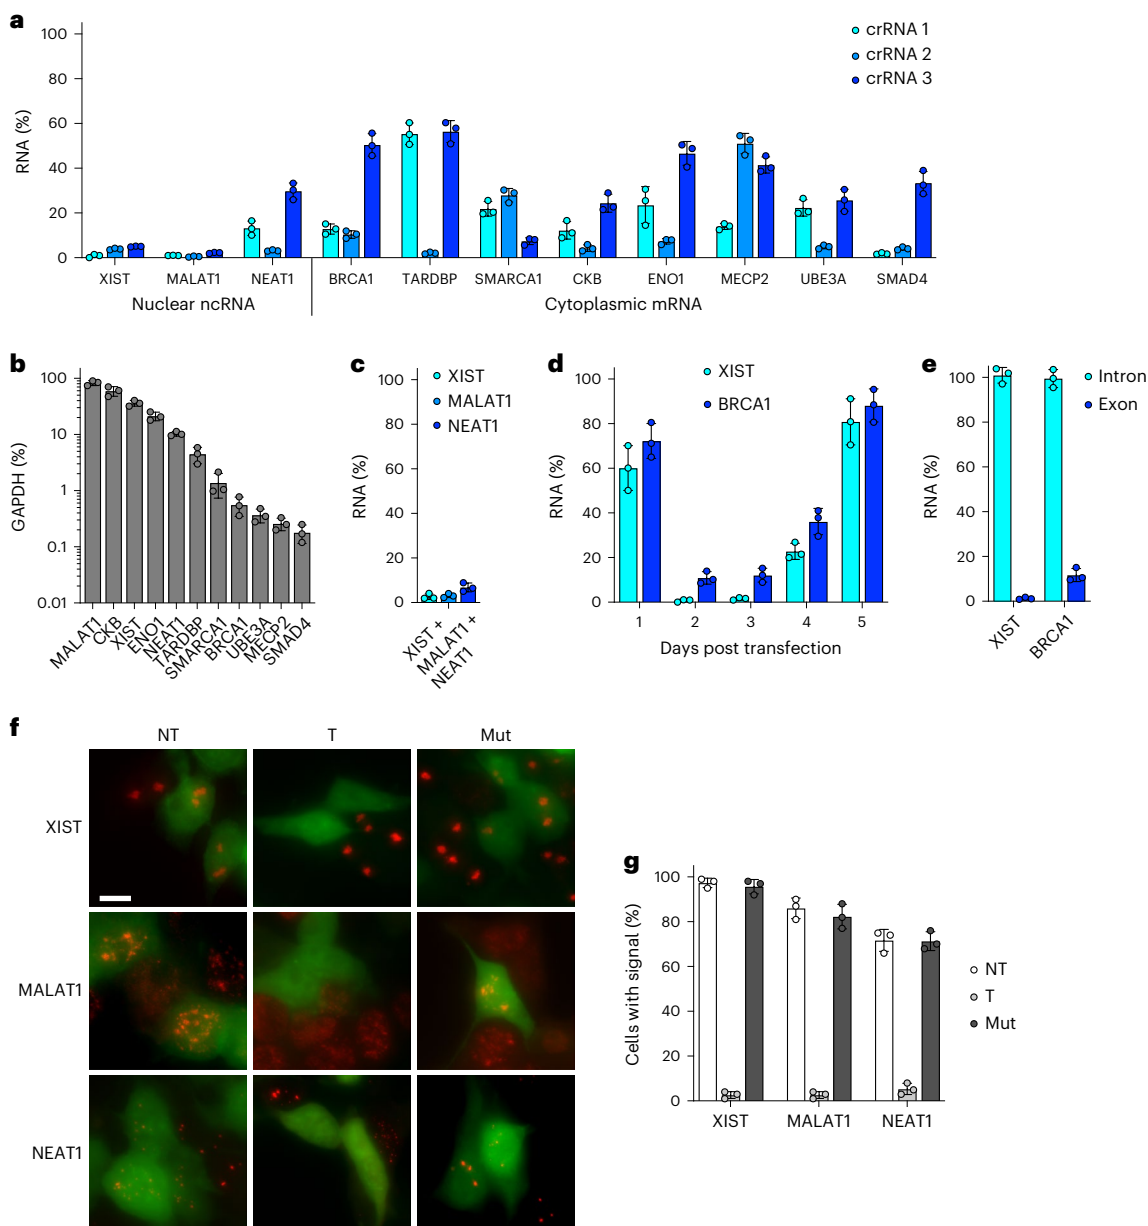 a
RNA (%)
100
80
60
40
20
0
crRNA 1
crRNA 2
crRNA 3
XIST MALAT1 NEAT1 BRCA1 TARDBP SMARCA1 CKB ENO1 MECP2 UBE3A SMAD4
Nuclear ncRNA Cytoplasmic mRNA
b
GAPDH (%)
100
10
1
0.1
0.01
MALAT1
CKB
XIST
ENO1
NEAT1
TARDBP
SMARCA1
BRCA1
UBE3A
MECP2
SMAD4
c
RNA (%)
100
80
60
40
20
0
XIST
MALAT1
NEAT1
XIST +
MALAT1 +
NEAT1
d
RNA (%)
100
80
60
40
20
0
XIST
BRCA1
1 2 3 4 5
Days post transfection
e
RNA (%)
100
80
60
40
20
0
Intron
Exon
XIST
BRCA1
f
NT T Mut
XIST
MALAT1
NEAT1
g
Cells with signal (%)
100
80
60
40
20
0
NT
T
Mut
XIST MALAT1 NEAT1